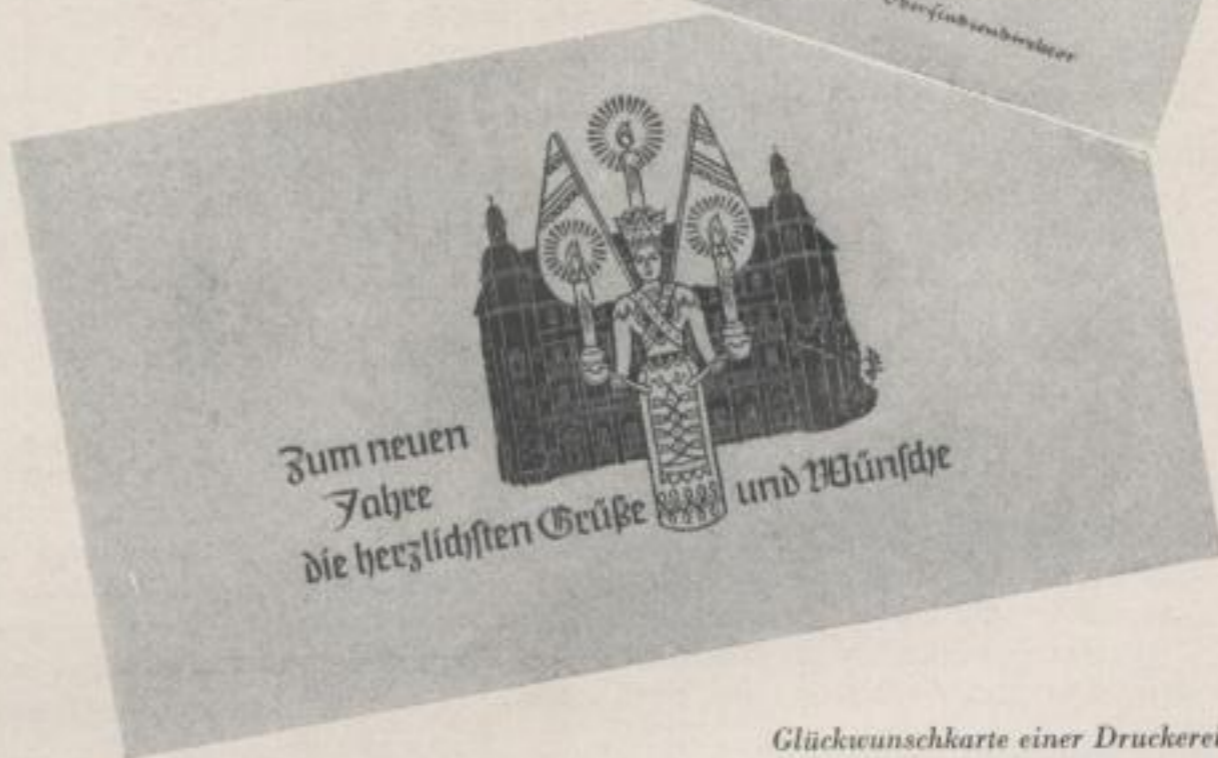 Zum neuen
Jahre
die herzlichsten Grüße und Wünsche
Glückwunschkarte einer Druckerei